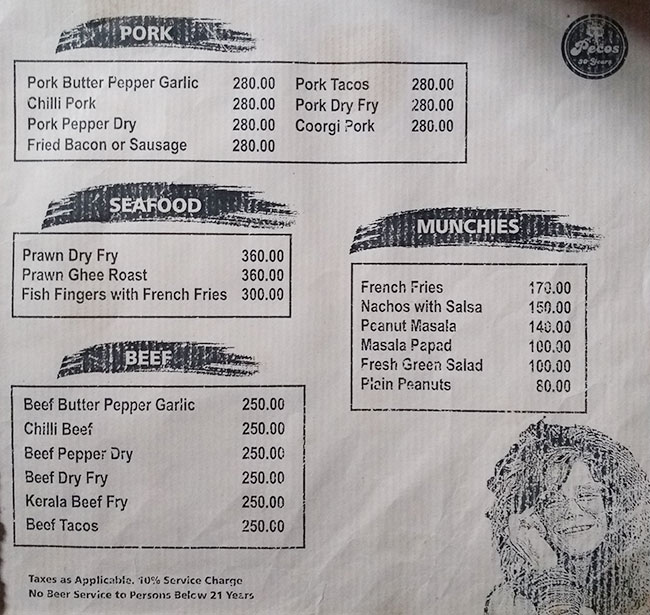 PORK
Pecos
30 Years
Pork Butter Pepper Garlic 280.00 Pork Tacos 280.00
Chilli Pork 280.00 Pork Dry Fry 280.00
Pork Pepper Dry 280.00 Coorgi Pork 280.00
Fried Bacon or Sausage 280.00
SEAFOOD
Prawn Dry Fry 360.00
Prawn Ghee Roast 360.00
Fish Fingers with French Fries 300.00
BEEF
Beef Butter Pepper Garlic 250.00
Chilli Beef 250.00
Beef Pepper Dry 250.00
Beef Dry Fry 250.00
Kerala Beef Fry 250.00
Beef Tacos 250.00
MUNCHIES
French Fries 170.00
Nachos with Salsa 150.00
Peanut Masala 140.00
Masala Papad 100.00
Fresh Green Salad 100.00
Plain Peanuts 80.00
Taxes as Applicable. 10% Service Charge
No Beer Service to Persons Below 21 Years